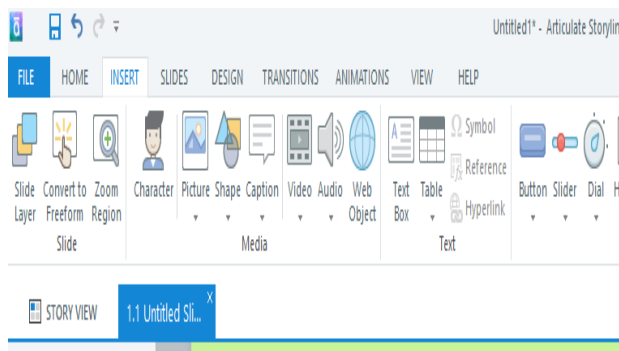 Untitled1* - Articulate Storylin
FILE HOME INSERT SLIDES DESIGN TRANSITIONS ANIMATIONS VIEW HELP
Slide Layer
Convert to Freeform
Zoom Region
Character
Picture
Shape
Caption
Video
Audio
Web Object
Text Box
Table
Symbol
Reference
Hyperlink
Button
Slider
Dial
H
Slide
Media
Text
STORY VIEW
1.1 Untitled Sli...